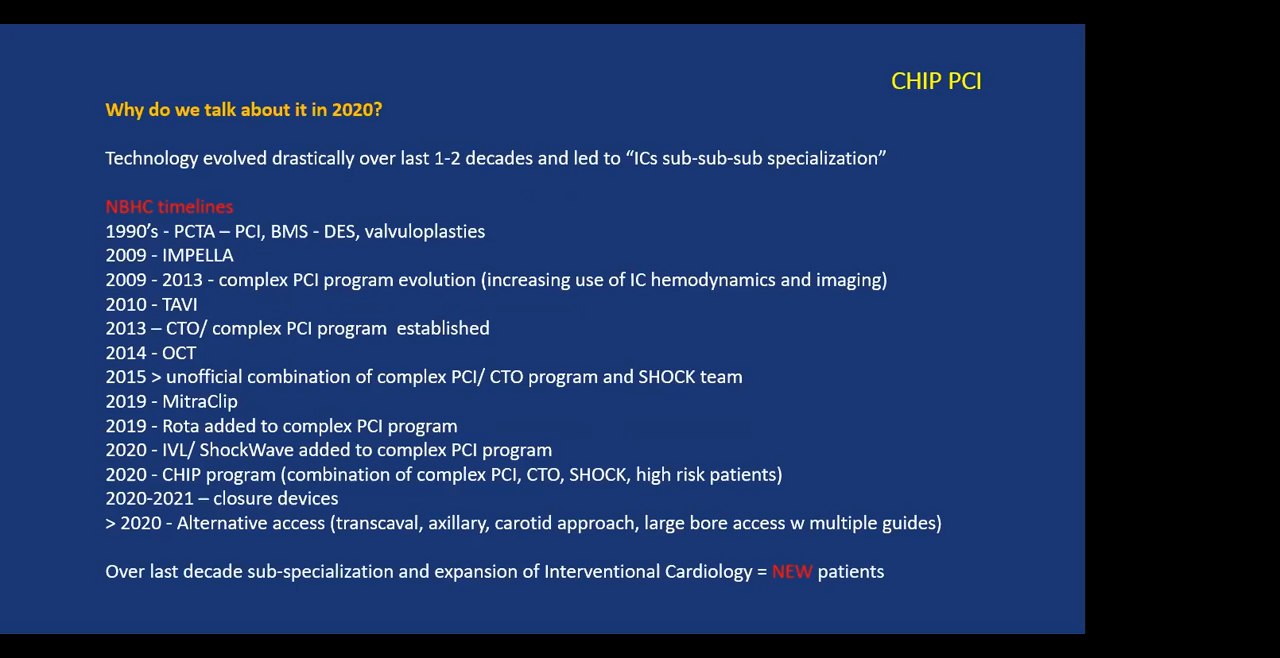 CHIP PCI
Why do we talk about it in 2020?
Technology evolved drastically over last 1-2 decades and led to “ICs sub-sub-sub specialization”
NBHC timelines
1990’s - PCTA – PCI, BMS - DES, valvuloplasties
2009 - IMPELLA
2009 - 2013 - complex PCI program evolution (increasing use of IC hemodynamics and imaging)
2010 - TAVI
2013 – CTO/ complex PCI program  established
2014 - OCT
2015 > unofficial combination of complex PCI/ CTO program and SHOCK team
2019 - MitraClip
2019 - Rota added to complex PCI program
2020 - IVL/ ShockWave added to complex PCI program
2020 - CHIP program (combination of complex PCI, CTO, SHOCK, high risk patients)
2020-2021 – closure devices
> 2020 - Alternative access (transcaval, axillary, carotid approach, large bore access w multiple guides)
Over last decade sub-specialization and expansion of Interventional Cardiology = NEW patients